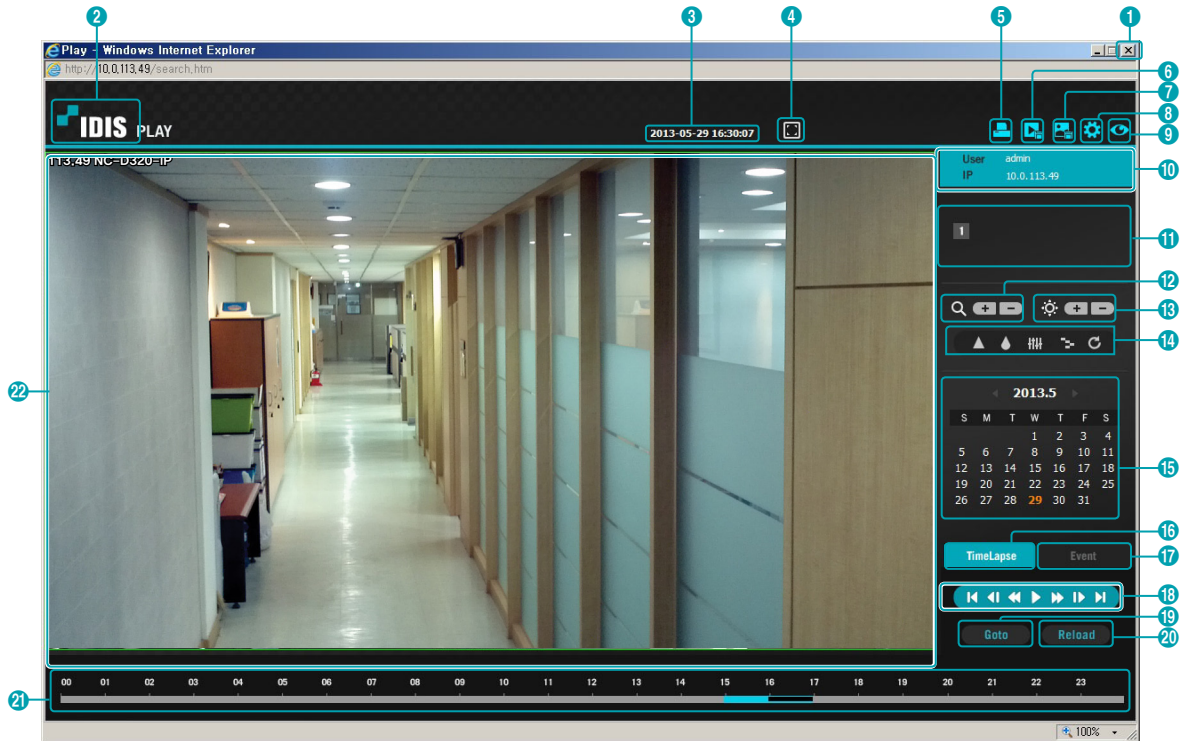 2
3
4
5
1
Play - Windows Internet Explorer
http://10,0,113,49/search,htm
6
7
8
9
IDIS PLAY
2013-05-29 16:30:07
113,49 NC-D320-IP
User admin
IP 10.0.113.49
10
1
11
12
13
14
2013.5
S M T W T F S
1 2 3 4
5 6 7 8 9 10 11
12 13 14 15 16 17 18
19 20 21 22 23 24 25
26 27 28 29 30 31
15
22
16
TimeLapse Event
17
18
19
Goto Reload
20
00 01 02 03 04 05 06 07 08 09 10 11 12 13 14 15 16 17 18 19 20 21 22 23
21
100%